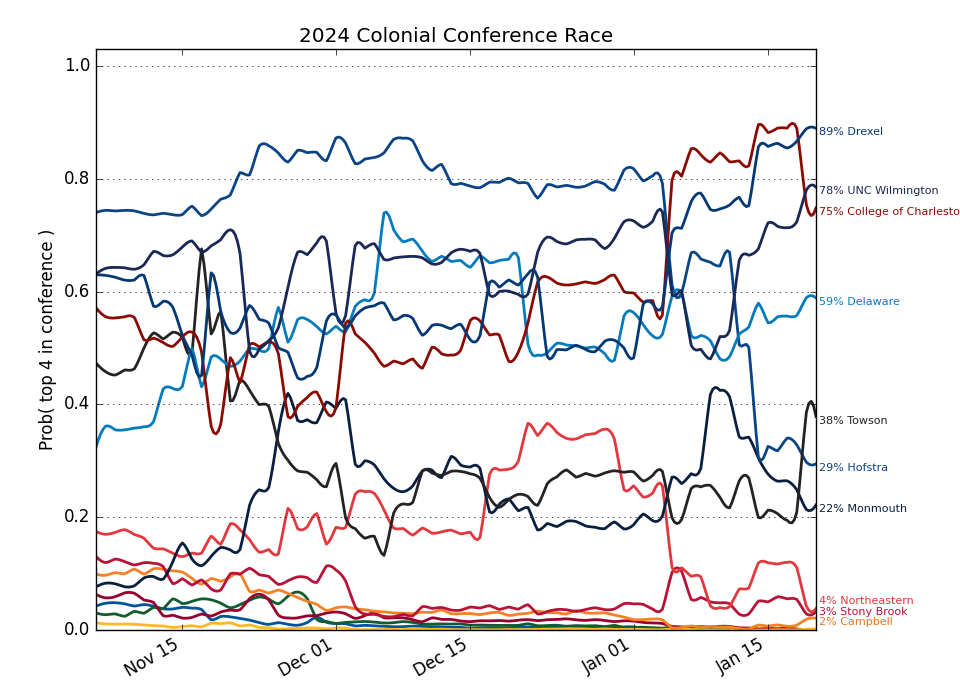 2024 Colonial Conference Race
Prob( top 4 in conference )
1.0
0.8
0.6
0.4
0.2
0.0
Nov 15
Dec 01
Dec 15
Jan 01
Jan 15
89% Drexel
78% UNC Wilmington
75% College of Charlesto
59% Delaware
38% Towson
29% Hofstra
22% Monmouth
4% Northeastern
3% Stony Brook
2% Campbell